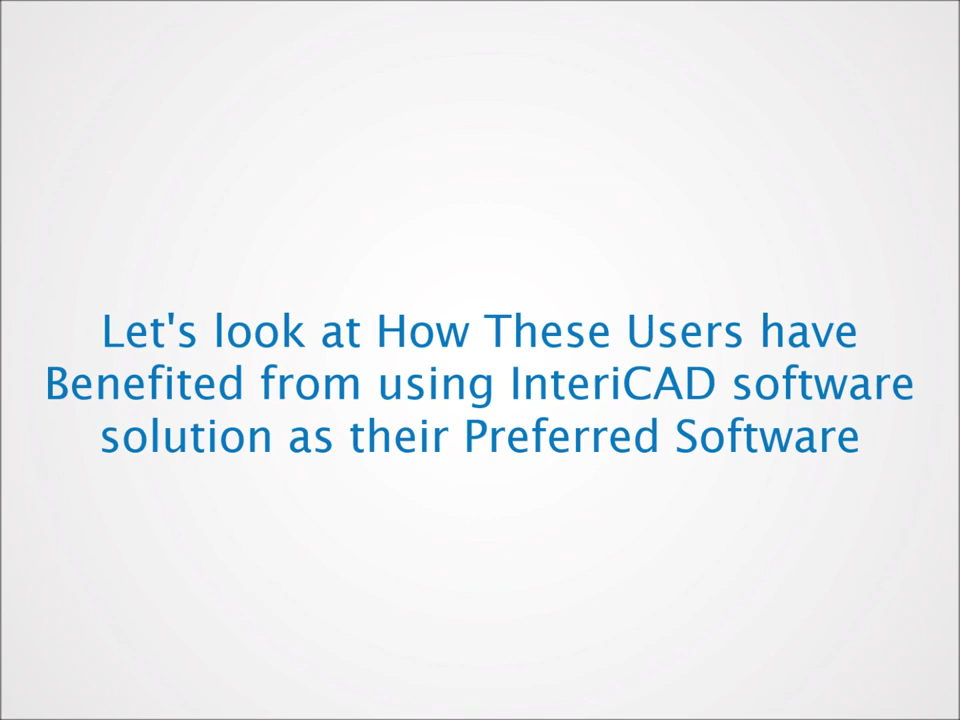 Let's look at How These Users have
Benefited from using InteriCAD software
solution as their Preferred Software